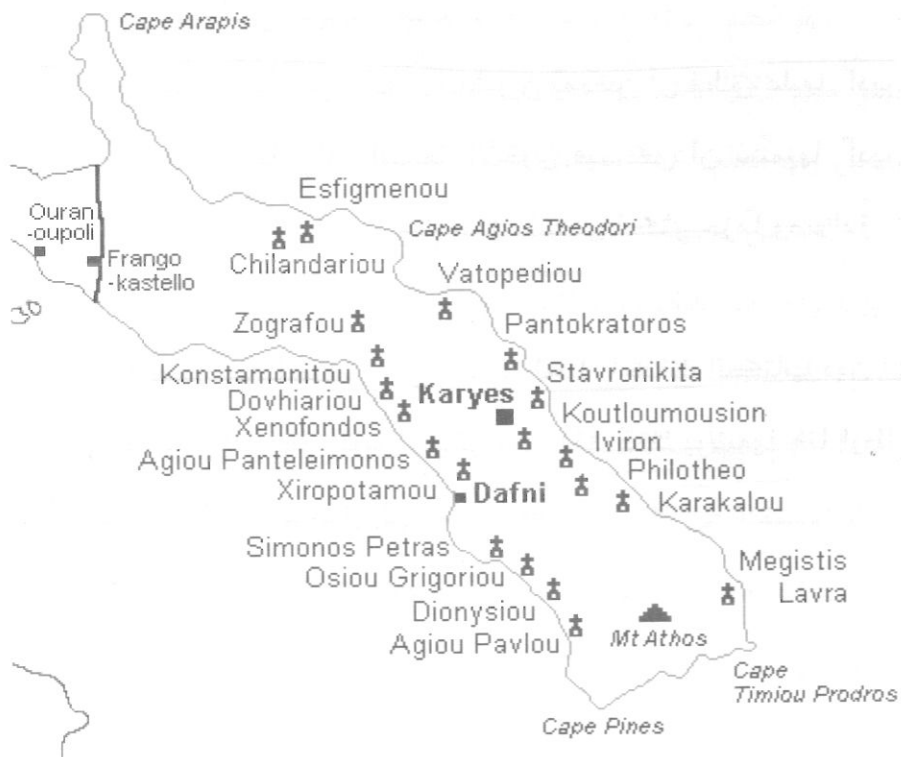 Cape Arapis
Esfigmenou
Cape Agios Theodori
Ouran
-oupoli
Frango
-kastello
Chilandariou
Vatopediou
Zografou
Pantokratoros
Konstamonitou
Stavronikita
Dovhiariou
Karyes
Xenofondos
Koutloumousion
Iviron
Agiou Panteleimonos
Philotheo
Xiropotamou
Dafni
Karakalou
Simonos Petras
Osiou Grigoriou
Megistis
Lavra
Dionysiou
Agiou Pavlou
Mt Athos
Cape
Timiou Prodros
Cape Pines
30